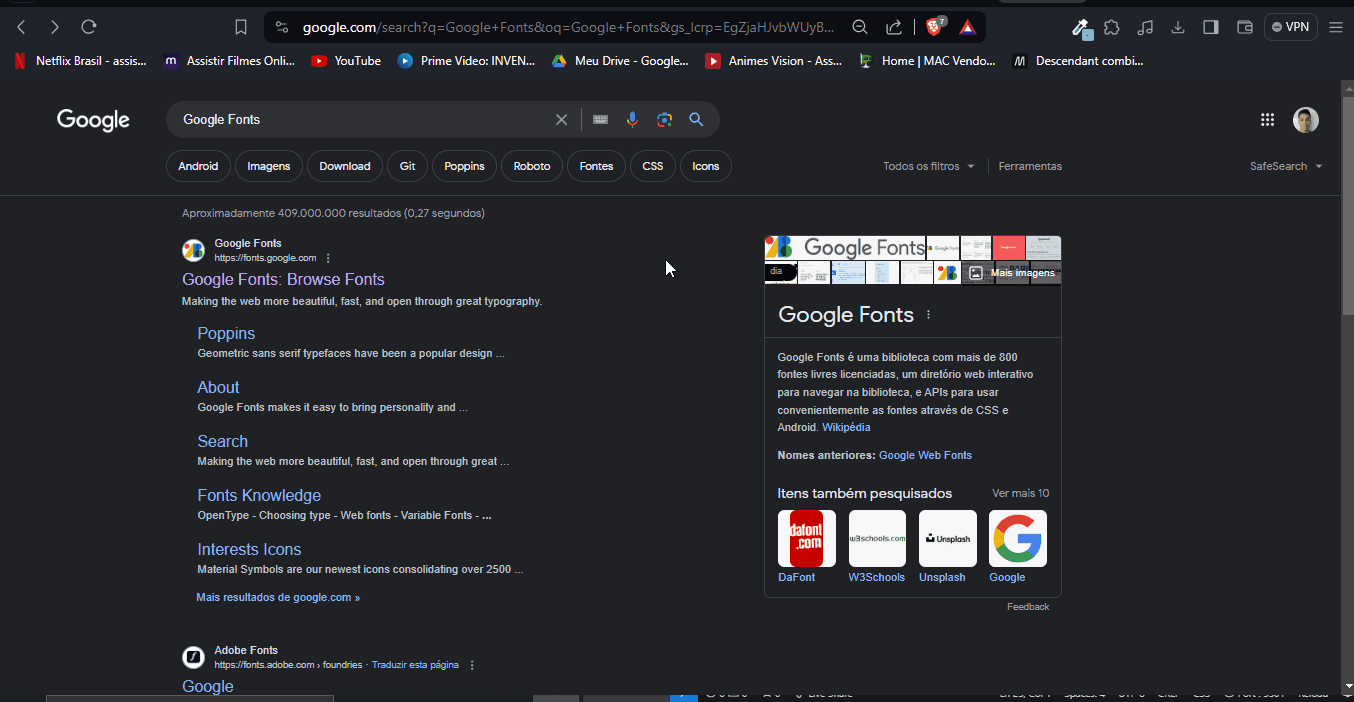 google.com/search?q=Google+Fonts&oq=Google+Fonts&gs_lcrp=EgZjaHJvbWUyB...
7
VPN
Netflix Brasil - assis...
Assistir Filmes Onli...
YouTube
Prime Video: INVEN...
Meu Drive - Google...
Animes Vision - Ass...
Home | MAC Vendo...
Descendant combi...
Google
Google Fonts
Android
Imagens
Download
Git
Poppins
Roboto
Fontes
CSS
Icons
Todos os filtros
Ferramentas
SafeSearch
Aproximadamente 409.000.000 resultados (0,27 segundos)
Google Fonts
https://fonts.google.com
Google Fonts: Browse Fonts
Making the web more beautiful, fast, and open through great typography.
Poppins
Geometric sans serif typefaces have been a popular design ...
About
Google Fonts makes it easy to bring personality and ...
Search
Making the web more beautiful, fast, and open through great ...
Fonts Knowledge
OpenType - Choosing type - Web fonts - Variable Fonts - ...
Interests Icons
Material Symbols are our newest icons consolidating over 2500 ...
Mais resultados de google.com »
Adobe Fonts
https://fonts.adobe.com › foundries · Traduzir esta página
Google
Google Fonts
dia
Mais imagens
Google Fonts
Google Fonts é uma biblioteca com mais de 800
fontes livres licenciadas, um diretório web interativo
para navegar na biblioteca, e APIs para usar
convenientemente as fontes através de CSS e
Android. Wikipédia
Nomes anteriores: Google Web Fonts
Itens também pesquisados
Ver mais 10
dafont
.com
w3schools.com
Unsplash
DaFont
W3Schools
Unsplash
Google
Feedback